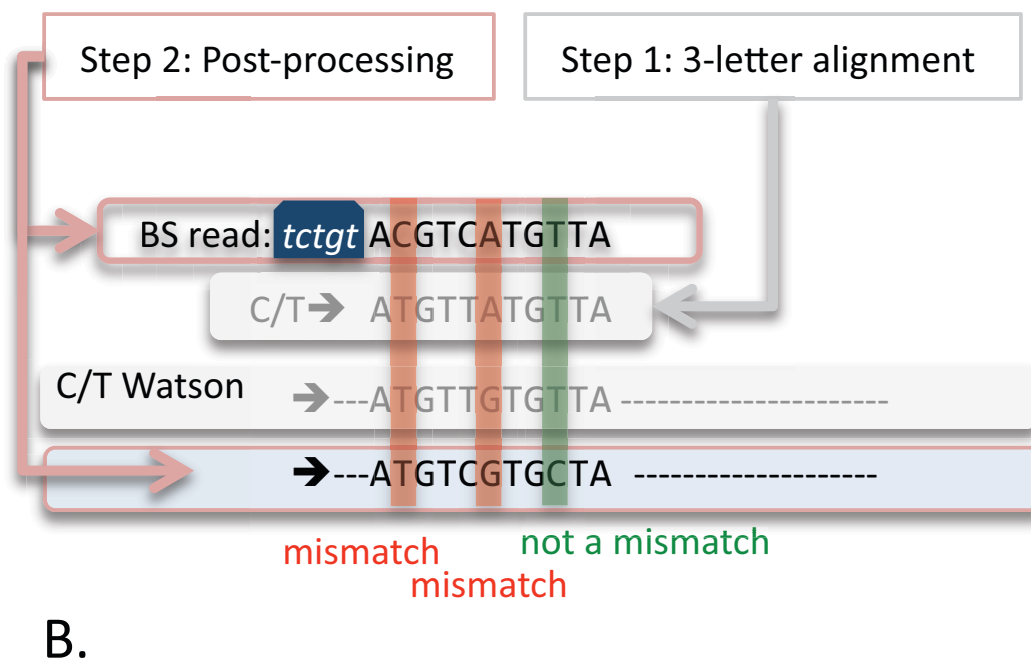 Step 2: Post-processing
Step 1: 3-letter alignment
BS read: tctgt ACGTCATGTTA
C/T➔ ATGTTATGTTA
C/T Watson ➔---ATGTTGTGTTA ----------------------
➔---ATGTCGTGCTA --------------------
mismatch
not a mismatch
mismatch
B.